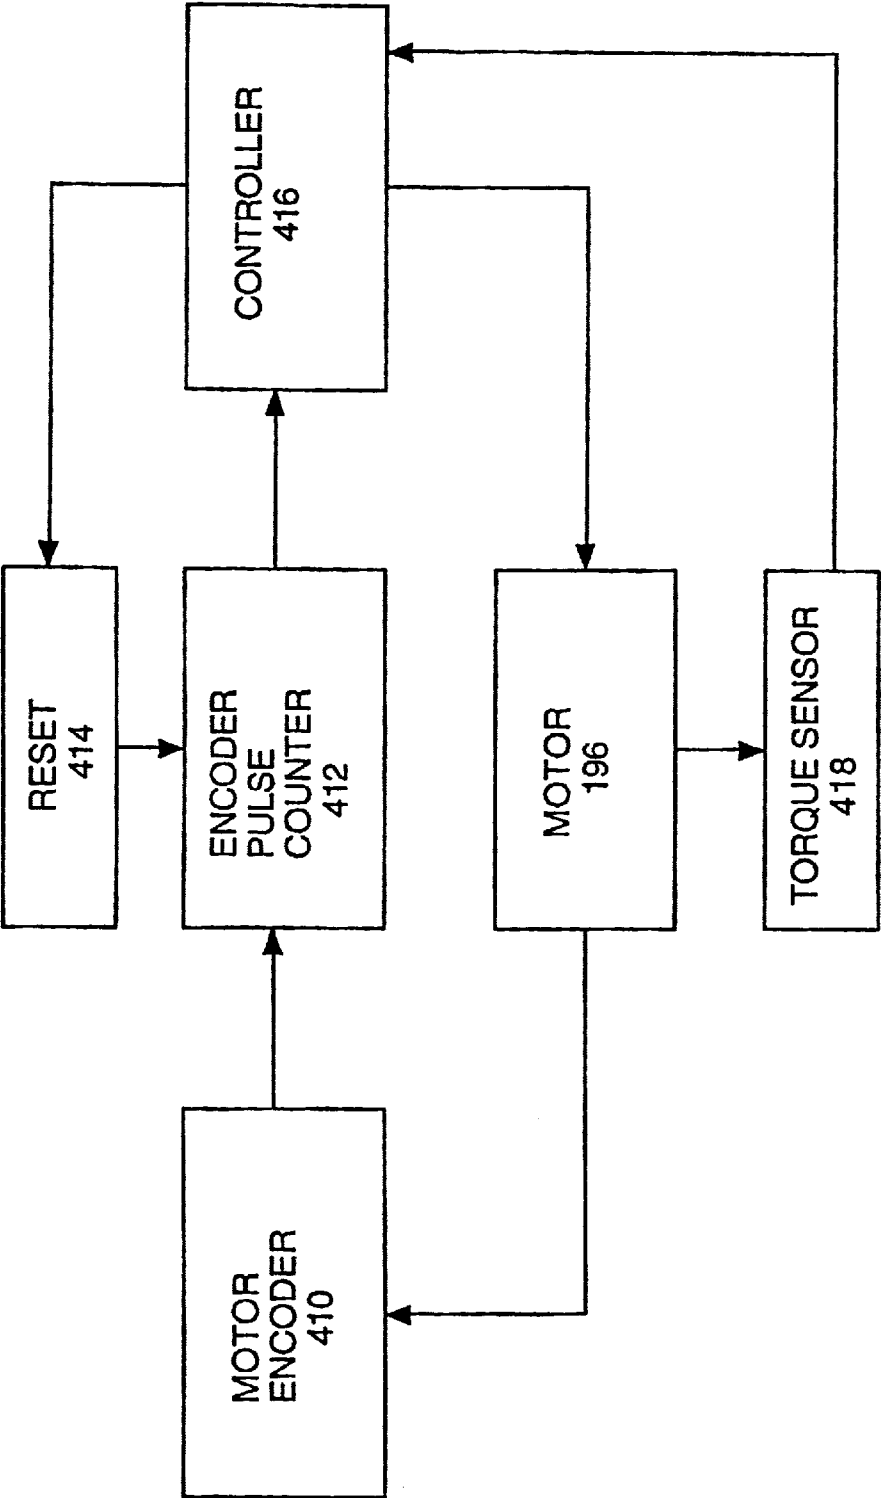 RESET
414
MOTOR
ENCODER
410
ENCODER
PULSE
COUNTER
412
CONTROLLER
416
MOTOR
196
TORQUE SENSOR
418